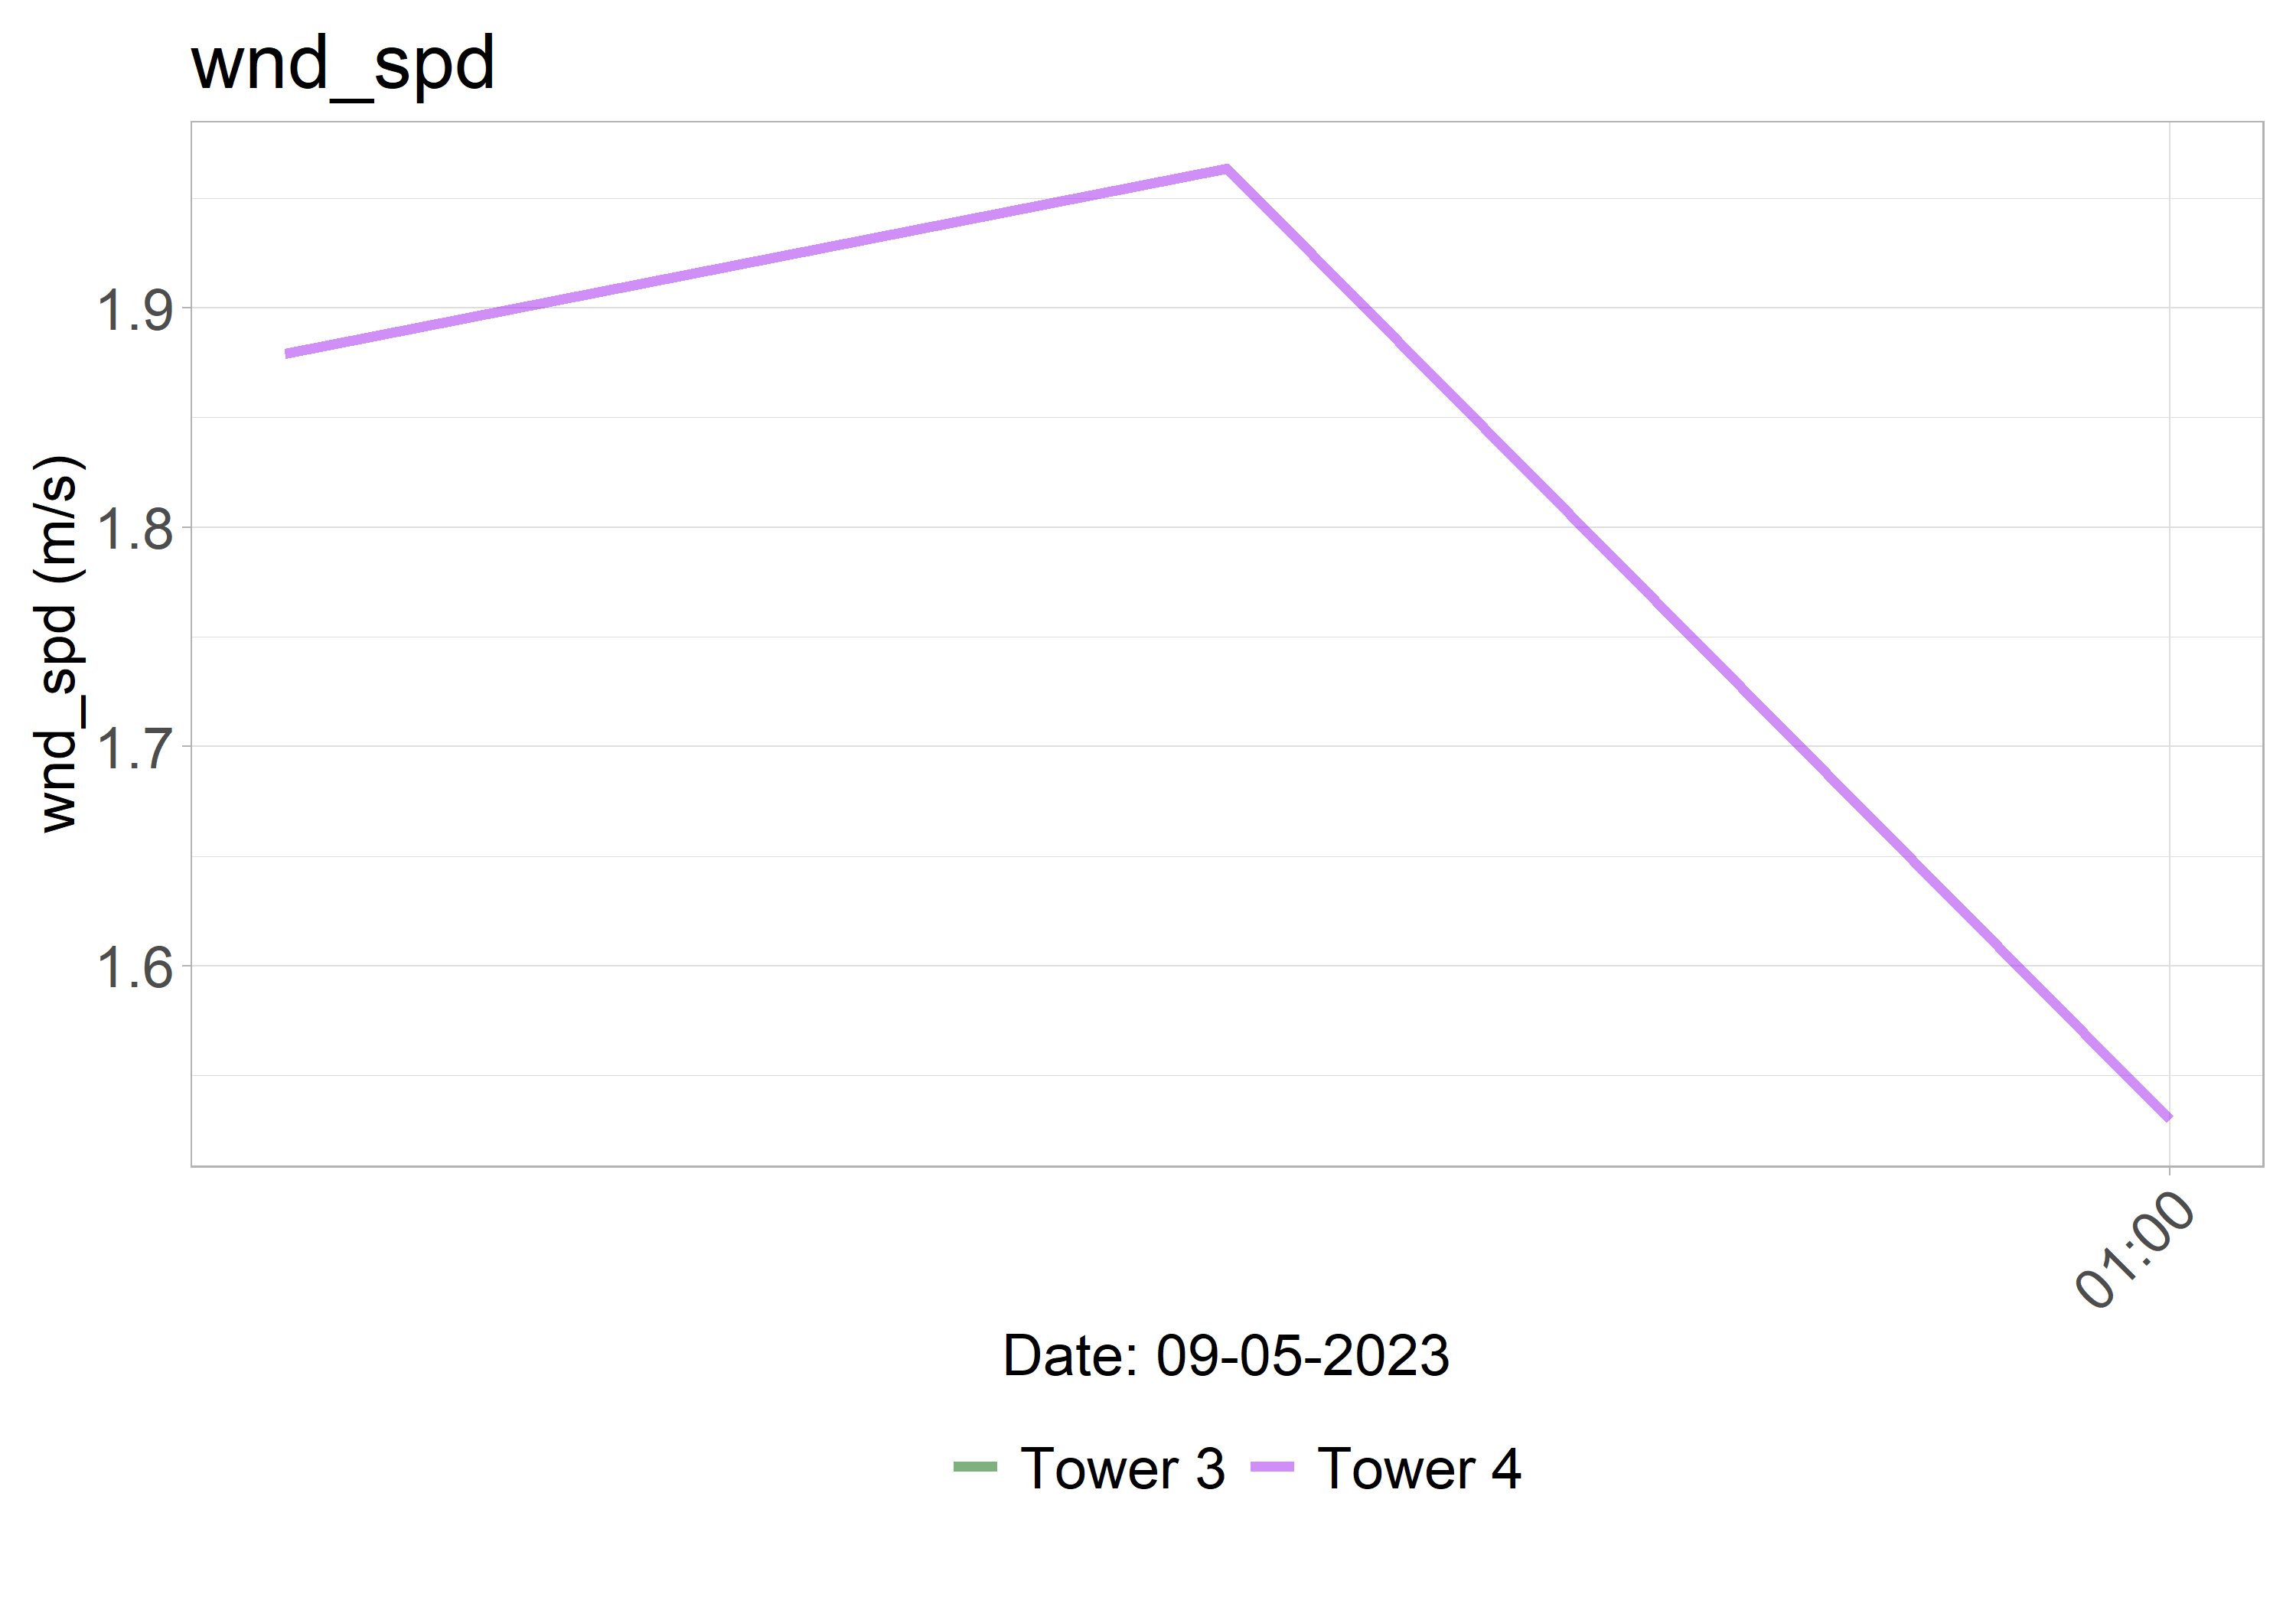 wnd_spd
wnd_spd (m/s)
1.9
1.8
1.7
1.6
01:00
Date: 09-05-2023
Tower 3 Tower 4